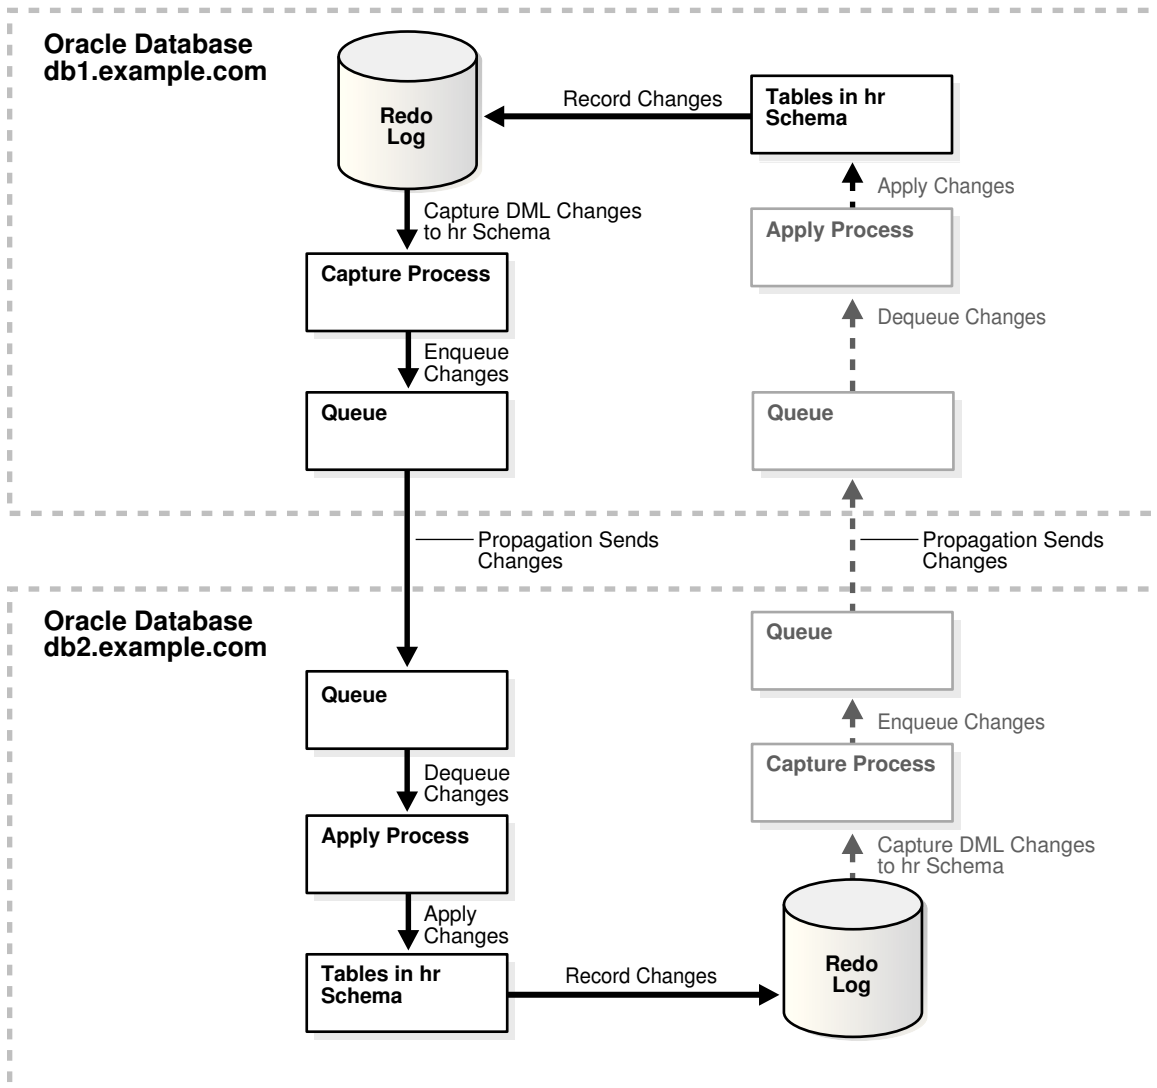 Oracle Database
db1.example.com
Redo
Log
Record Changes
Tables in hr
Schema
Apply Changes
Capture DML Changes
to hr Schema
Apply Process
Capture Process
Dequeue Changes
Enqueue
Changes
Queue
Queue
Propagation Sends
Changes
Propagation Sends
Changes
Oracle Database
db2.example.com
Queue
Queue
Enqueue Changes
Dequeue
Changes
Capture Process
Apply Process
Capture DML Changes
to hr Schema
Apply
Changes
Tables in hr
Schema
Record Changes
Redo
Log